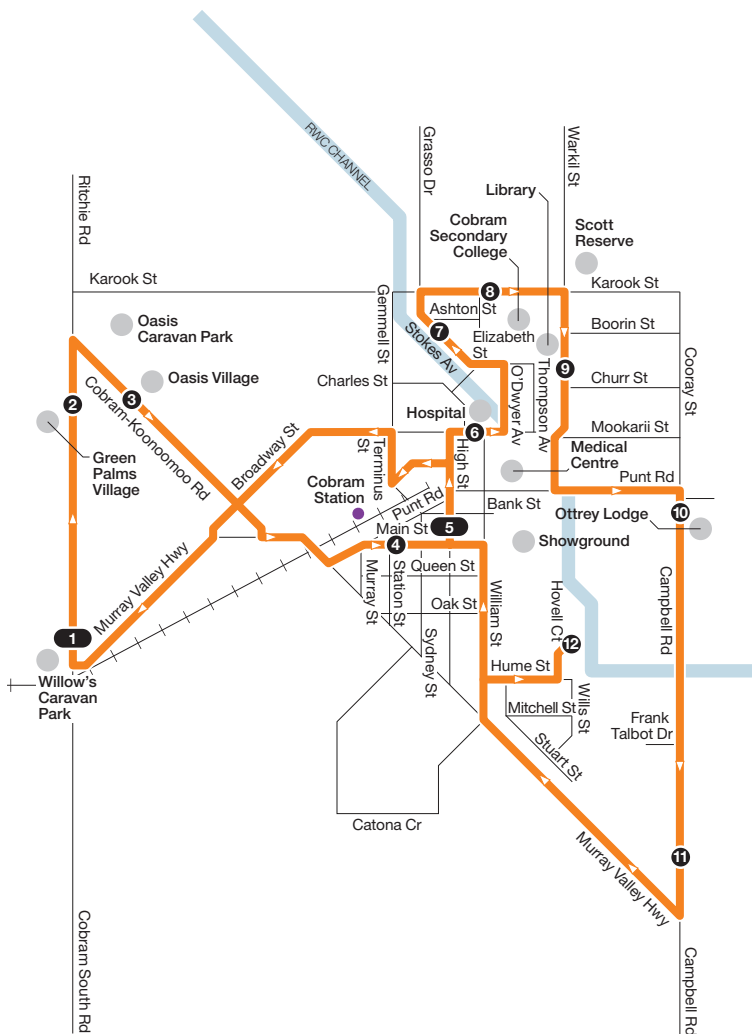 RWC CHANNEL
Grasso Dr
Warkil St
Library
Ritchie Rd
Cobram
Secondary
College
Scott
Reserve
Karook St
Gemmell St
8
Karook St
Ashton St
Oasis
Caravan Park
7
Elizabeth
St
Boorin St
Stokes Av
Cooray St
Oasis Village
3
2
Charles St
O'Dwyer Av
Thompson Av
9
Churr St
Cobram-Koonoomoo Rd
Hospital
6
Mookarii St
Green
Palms
Village
Broadway St
Terminus
St
High St
Medical
Centre
Cobram
Station
Punt Rd
Punt Rd
Bank St
Ottrey Lodge
10
Main St
5
4
Showground
Murray Valley Hwy
Queen St
Murray St
Station St
Oak St
William St
Hovell Ct
Campbell Rd
12
1
Sydney St
Hume St
Willow's
Caravan
Park
Mitchell St
Wills St
Stuart St
Frank
Talbot Dr
Catona Cr
11
Murray Valley Hwy
Cobram South Rd
Campbell Rd